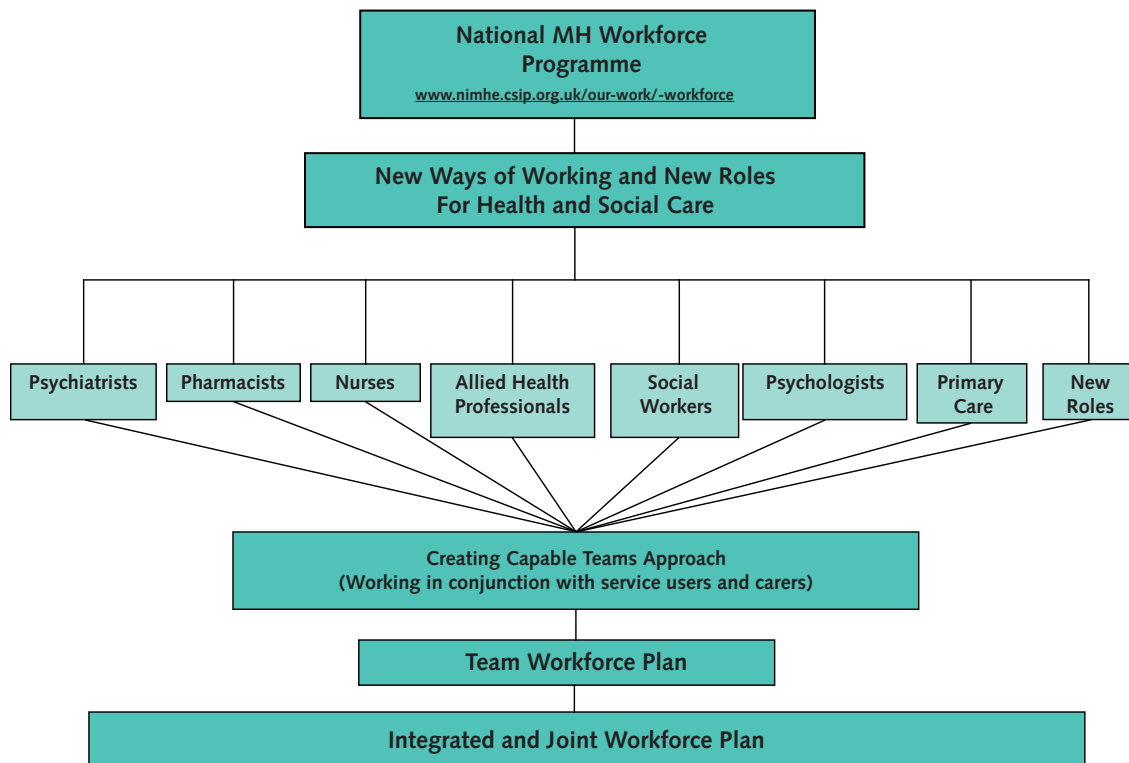 National MH Workforce
Programme
www.nimhe.csip.org.uk/our-work/-workforce
New Ways of Working and New Roles
For Health and Social Care
Psychiatrists
Pharmacists
Nurses
Allied Health
Professionals
Social
Workers
Psychologists
Primary
Care
New
Roles
Creating Capable Teams Approach
(Working in conjunction with service users and carers)
Team Workforce Plan
Integrated and Joint Workforce Plan